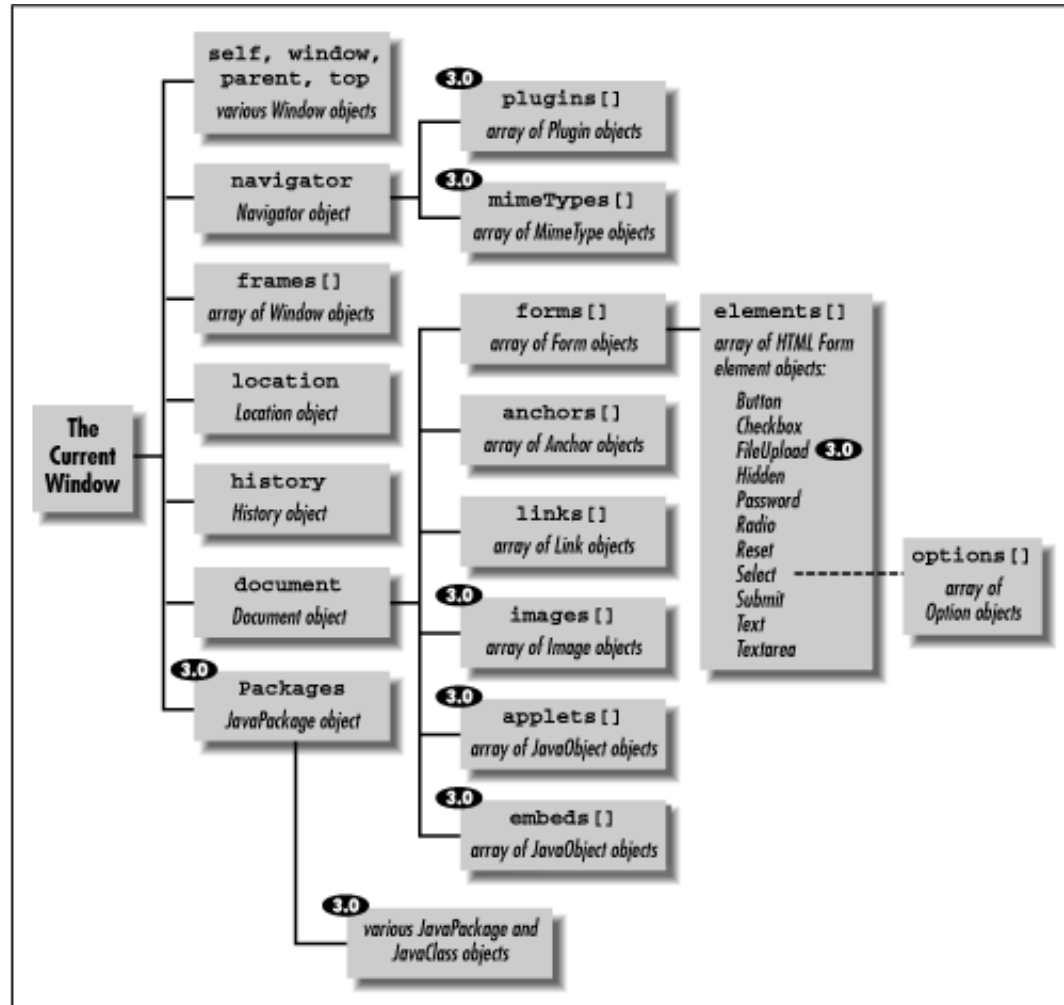 self, window,
parent, top
various Window objects
3.0
plugins[]
array of Plugin objects
navigator
Navigator object
3.0
mimeTypes[]
array of MimeType objects
frames[]
array of Window objects
forms[]
array of Form objects
elements[]
array of HTML Form
element objects:
Button
Checkbox
FileUpload 3.0
Hidden
Password
Radio
Reset
Select
Submit
Text
Textarea
options[]
array of
Option objects
location
Location object
anchors[]
array of Anchor objects
The
Current
Window
history
History object
links[]
array of Link objects
document
Document object
3.0
images[]
array of Image objects
3.0
Packages
JavaPackage object
3.0
applets[]
array of JavaObject objects
3.0
embeds[]
array of JavaObject objects
3.0
various JavaPackage and
JavaClass objects